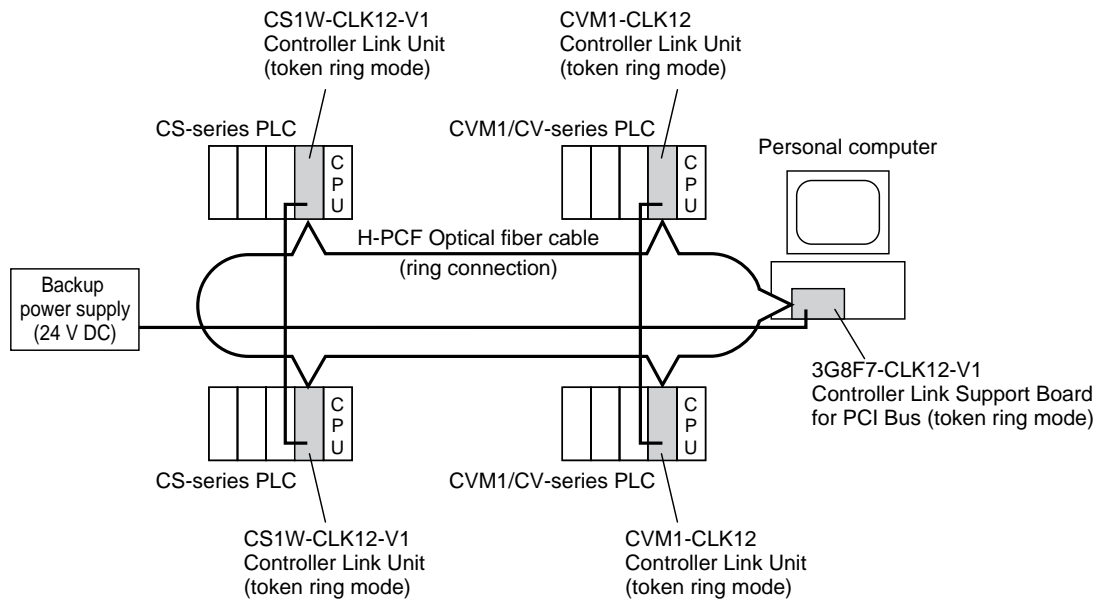 CS1W-CLK12-V1
Controller Link Unit
(token ring mode)
CVM1-CLK12
Controller Link Unit
(token ring mode)
CS-series PLC
CVM1/CV-series PLC
Personal computer
C
P
U
C
P
U
H-PCF Optical fiber cable
(ring connection)
Backup
power supply
(24 V DC)
3G8F7-CLK12-V1
Controller Link Support Board
for PCI Bus (token ring mode)
C
P
U
C
P
U
CS-series PLC
CVM1/CV-series PLC
CS1W-CLK12-V1
Controller Link Unit
(token ring mode)
CVM1-CLK12
Controller Link Unit
(token ring mode)